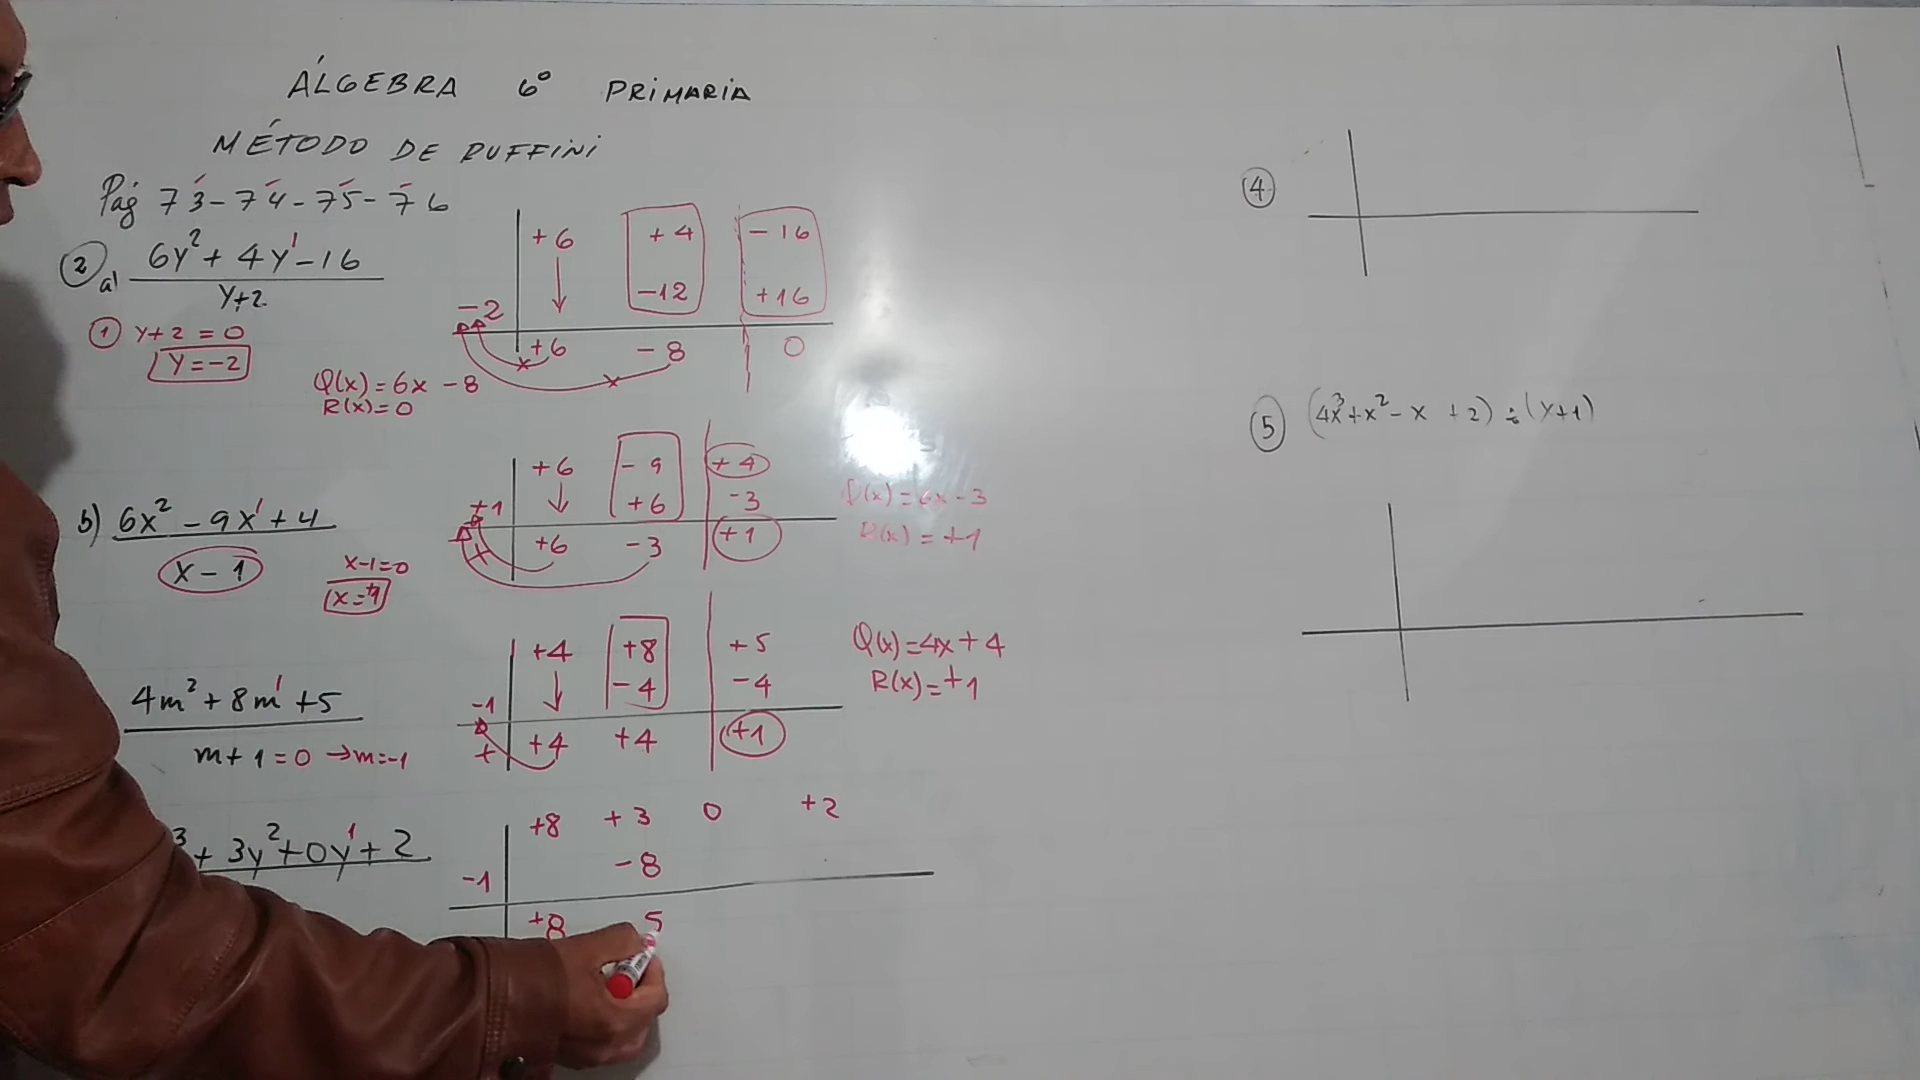 ÁLGEBRA 6° PRIMARIA
MÉTODO DE RUFFINI
Pág 73-74-75-76
② a) 6y² + 4y¹ - 16
y+2
① y+2 = 0
y = -2
+6 +4 -16
-12 +16
-2
+6 -8 0
Q(x) = 6x - 8
R(x) = 0
b) 6x² - 9x¹ + 4
x - 1
x-1=0
+6 -9 +4
+1 +6 -3
+6 -3 +1
(x) = 6x - 3
R(x) = +1
4m² + 8m¹ + 5
m+1=0 → m=-1
+4 +8 +5
-4 -4
-1
+4 +4 +1
Q(x) = 4x + 4
R(x) = +1
³ + 3y² + 0y¹ + 2
+8 +3 0 +2
-8
-1
+8 5
④
⑤ (4x³ + x² - x + 2) ÷ (x+1)